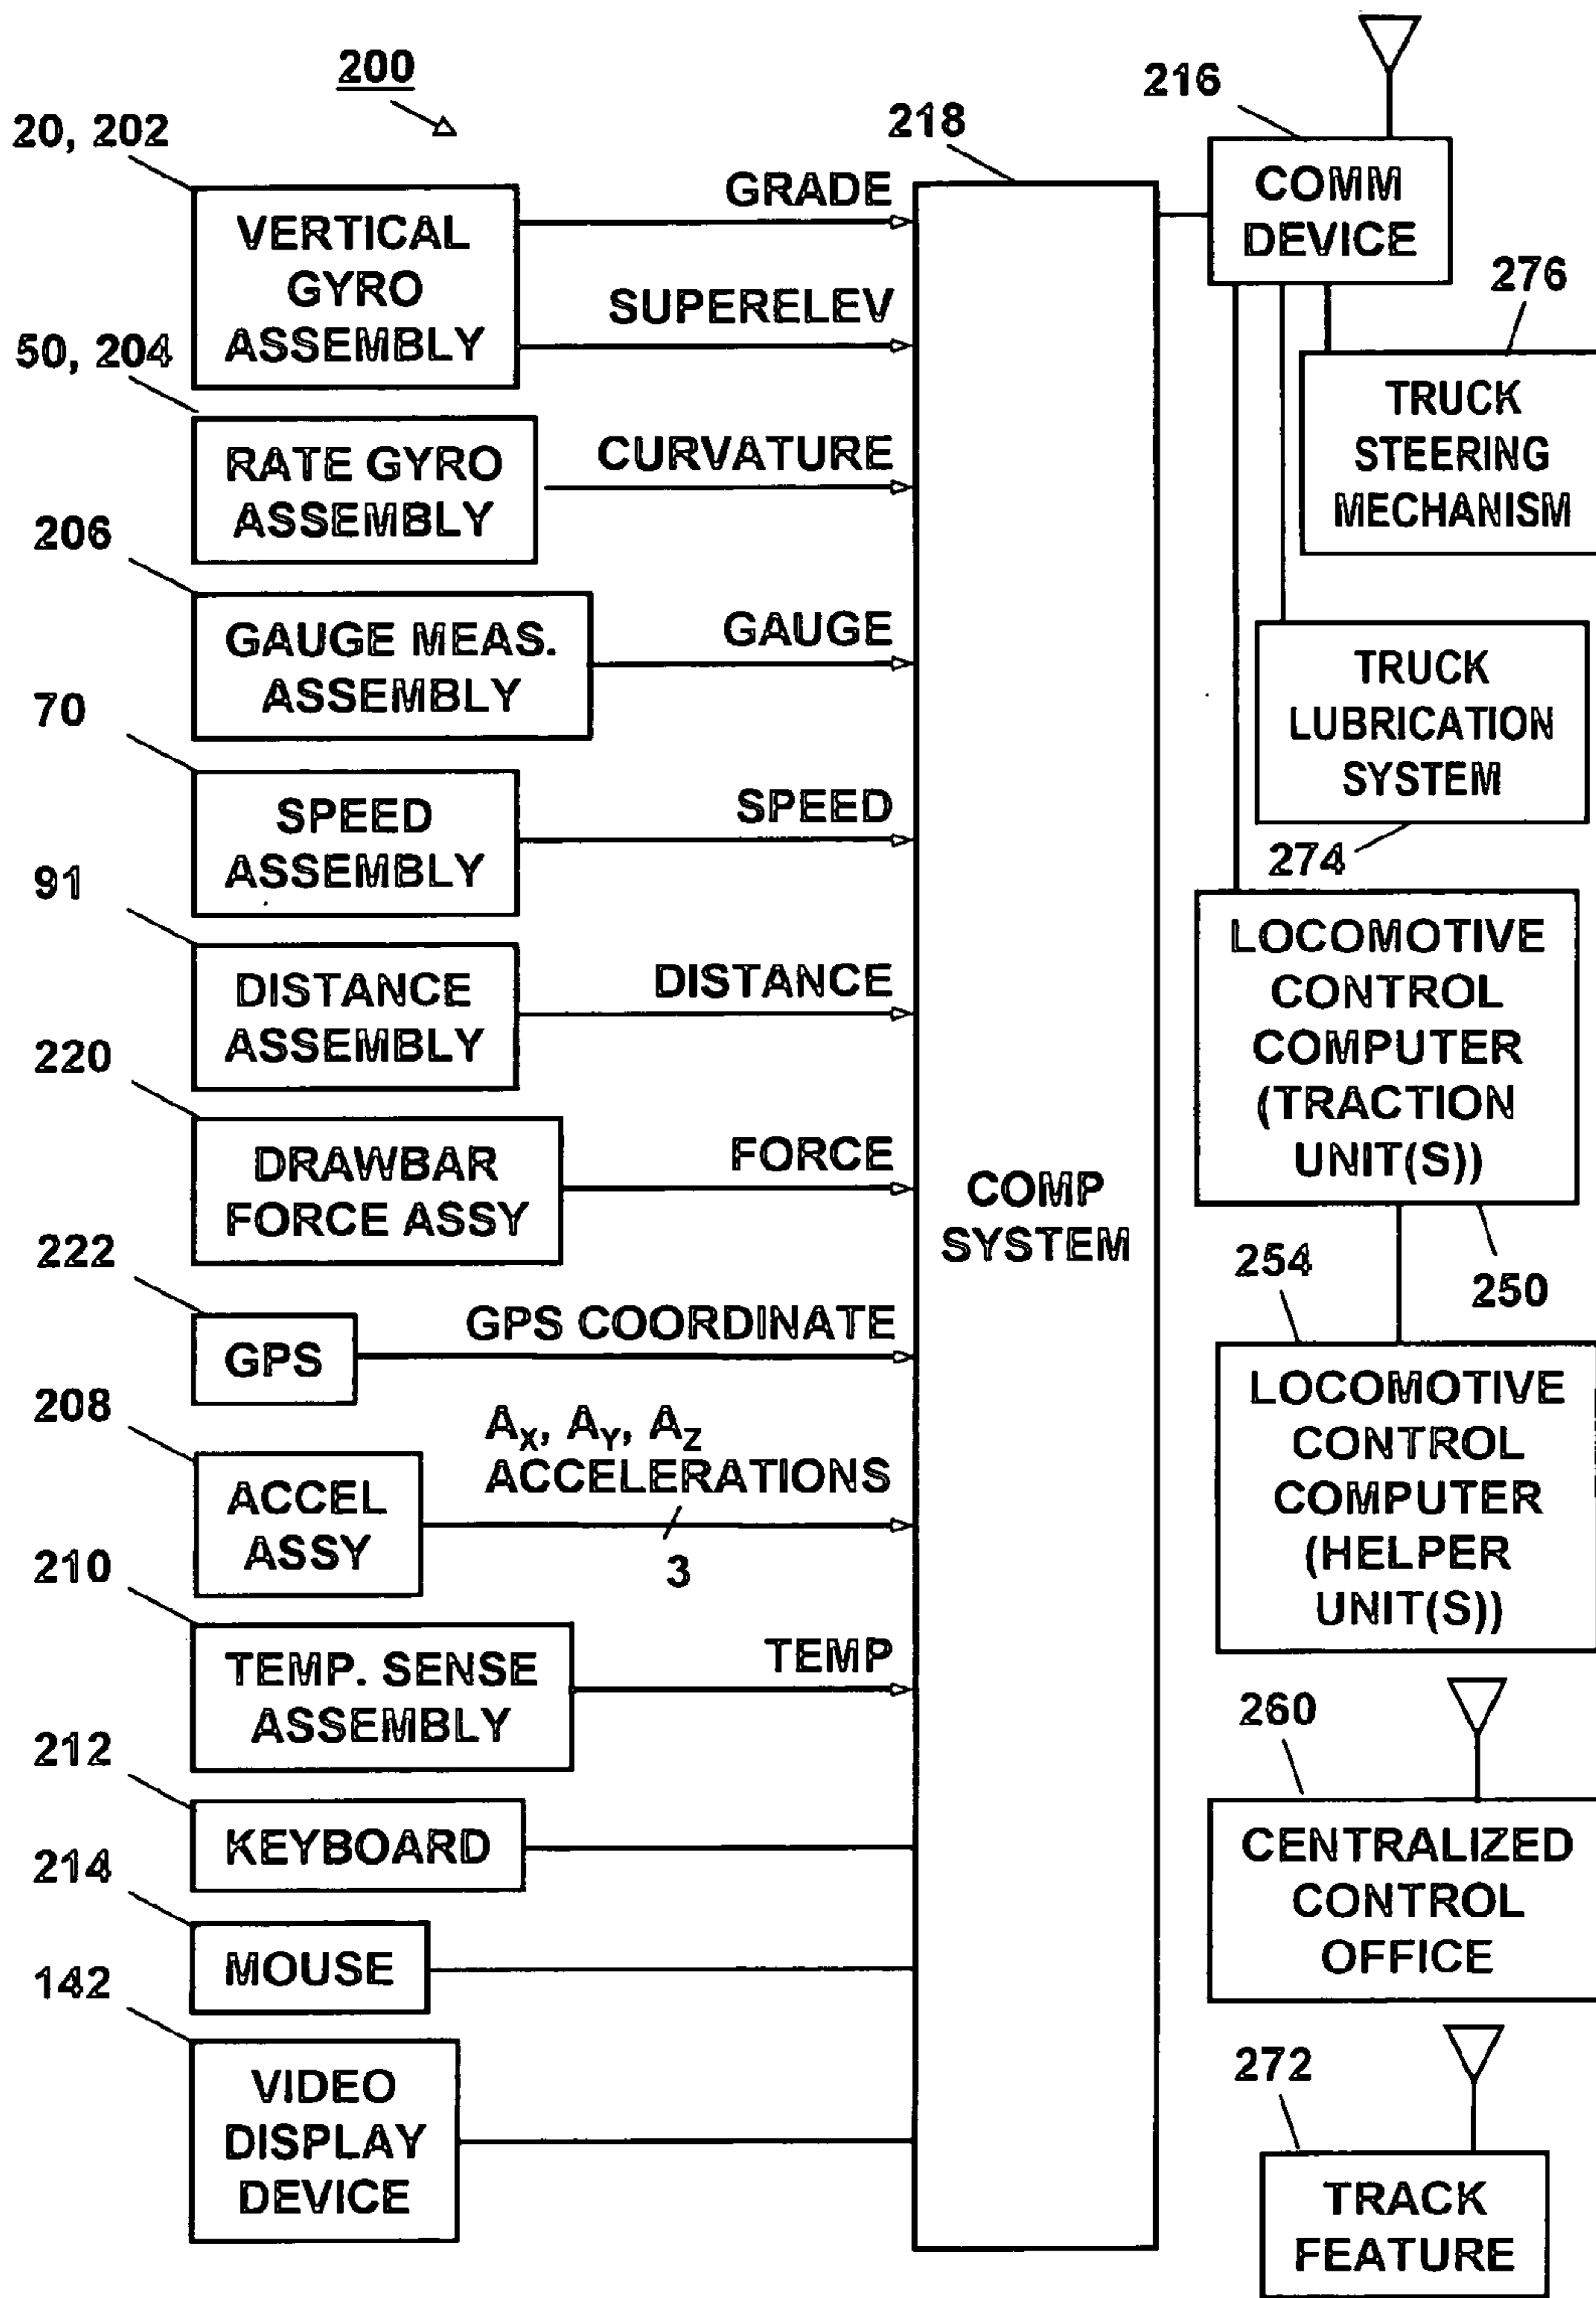 200
20, 202
VERTICAL
GYRO
ASSEMBLY
GRADE
SUPERELEV
50, 204
RATE GYRO
ASSEMBLY
CURVATURE
206
GAUGE MEAS.
ASSEMBLY
GAUGE
70
SPEED
ASSEMBLY
SPEED
91
DISTANCE
ASSEMBLY
DISTANCE
220
DRAWBAR
FORCE ASSY
FORCE
222
GPS
GPS COORDINATE
208
ACCEL
ASSY
AX, AY, AZ
ACCELERATIONS
3
210
TEMP. SENSE
ASSEMBLY
TEMP
212
KEYBOARD
214
MOUSE
142
VIDEO
DISPLAY
DEVICE
218
COMP
SYSTEM
216
COMM
DEVICE
276
TRUCK
STEERING
MECHANISM
TRUCK
LUBRICATION
SYSTEM
274
LOCOMOTIVE
CONTROL
COMPUTER
(TRACTION
UNIT(S))
250
254
LOCOMOTIVE
CONTROL
COMPUTER
(HELPER
UNIT(S))
260
CENTRALIZED
CONTROL
OFFICE
272
TRACK
FEATURE